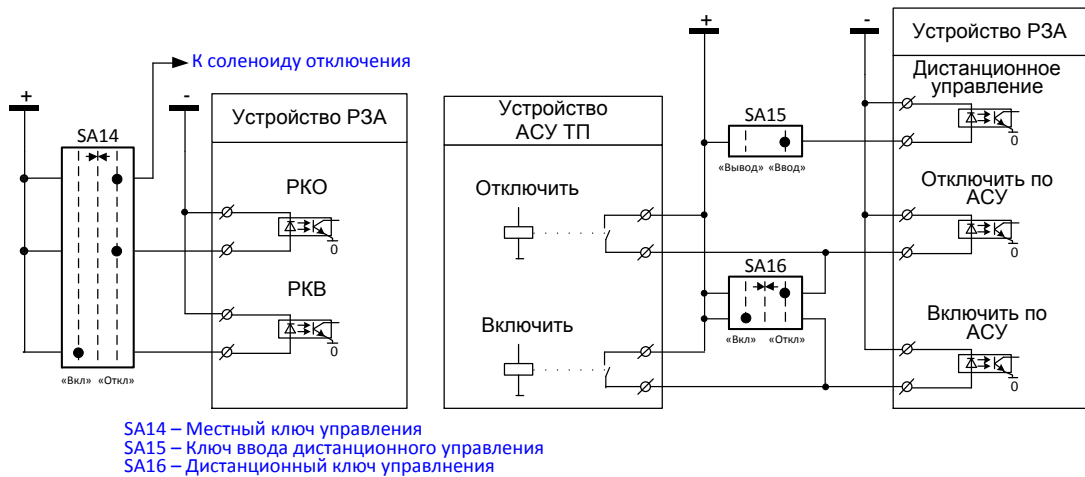 К соленоиду отключения
+
SA14
«Вкл» «Откл»
-
Устройство РЗА
РКО
0
РКВ
0
Устройство
АСУ ТП
Отключить
Включить
+
SA15
«Вывод» «Ввод»
SA16
«Вкл» «Откл»
-
Устройство РЗА
Дистанционное
управление
0
Отключить по
АСУ
0
Включить по
АСУ
0
SA14 – Местный ключ управления
SA15 – Ключ ввода дистанционного управления
SA16 – Дистанционный ключ управлнения